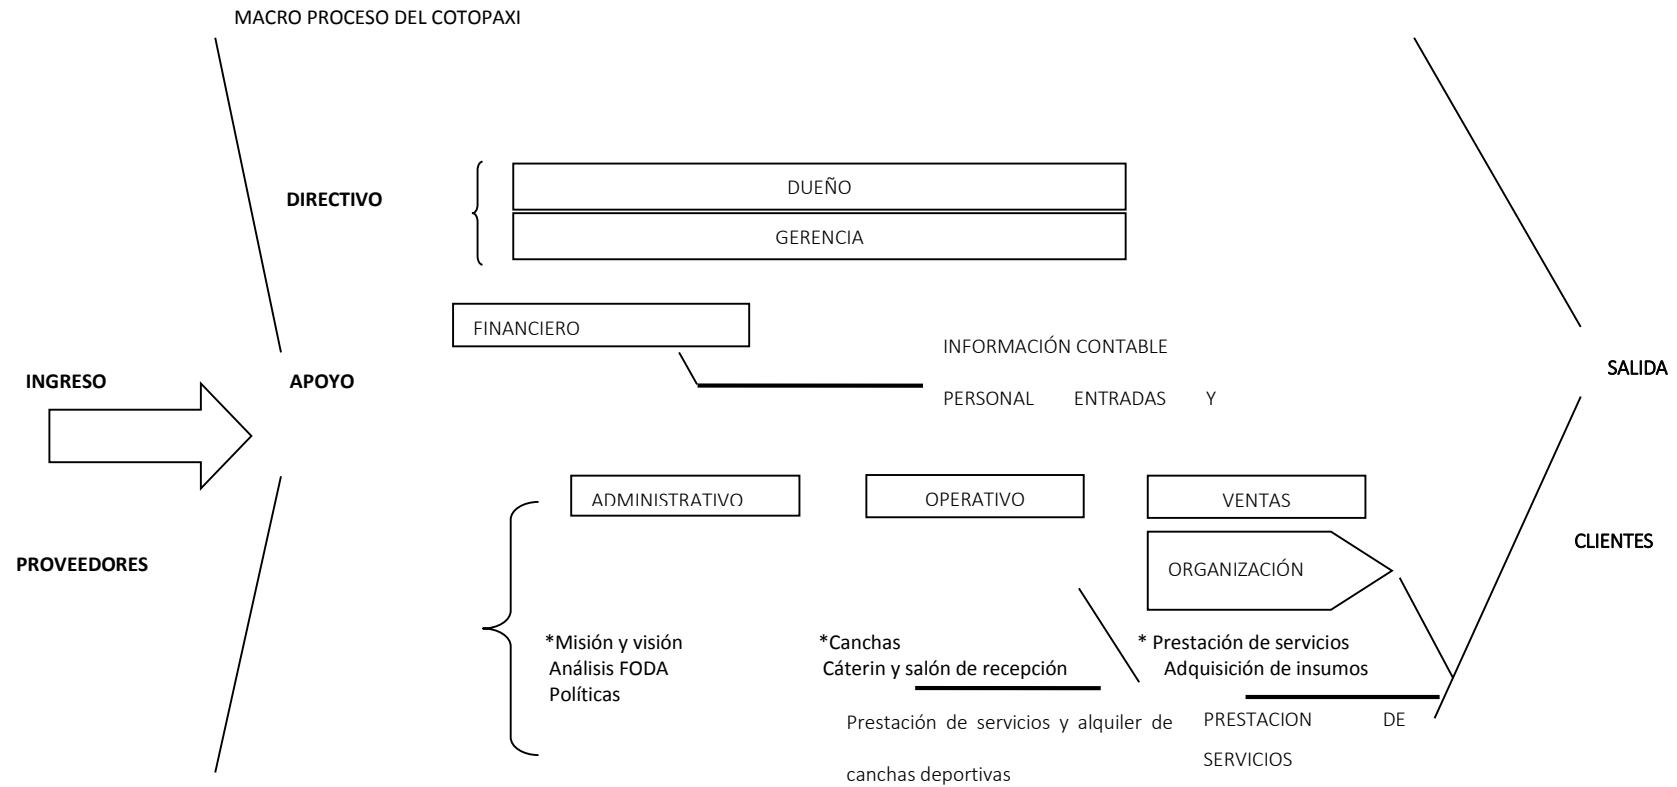 MACRO PROCESO DEL COTOPAXI
DIRECTIVO
DUEÑO
GERENCIA
FINANCIERO
INFORMACIÓN CONTABLE
PERSONAL ENTRADAS Y
INGRESO
APOYO
SALIDA
ADMINISTRATIVO
OPERATIVO
VENTAS
PROVEEDORES
ORGANIZACIÓN
CLIENTES
*Misión y visión
Análisis FODA
Políticas
*Canchas
Cáterin y salón de recepción
* Prestación de servicios
Adquisición de insumos
Prestación de servicios y alquiler de
canchas deportivas
PRESTACION DE
SERVICIOS